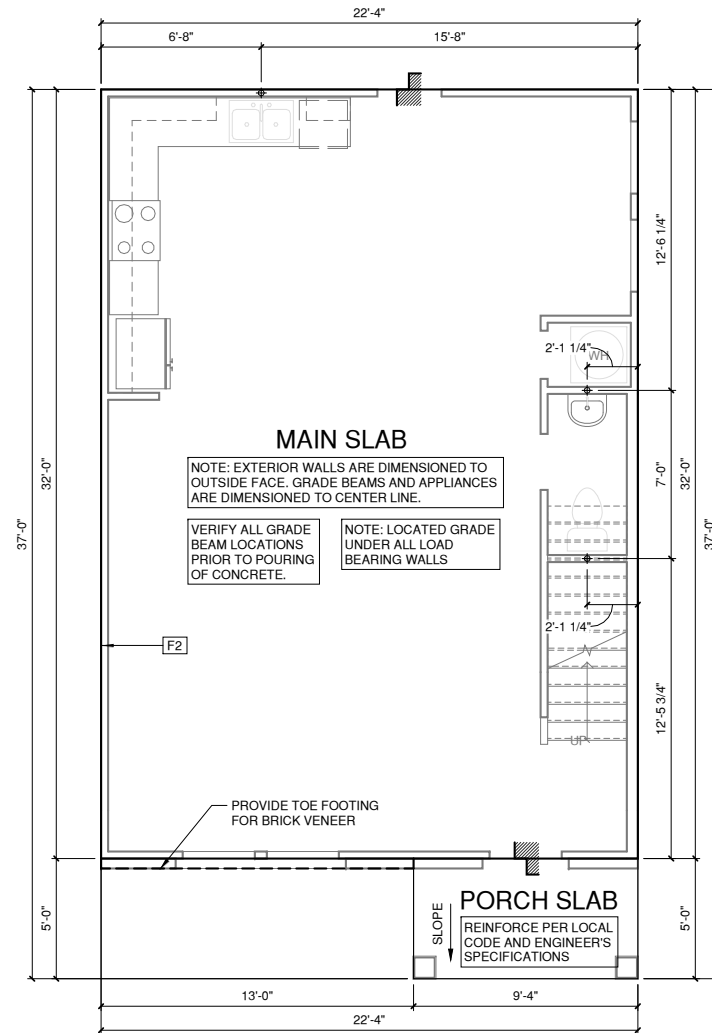 22'-4"
6'-8"
15'-8"
12'-6 1/4"
2'-1 1/4"
WH
MAIN SLAB
NOTE: EXTERIOR WALLS ARE DIMENSIONED TO
OUTSIDE FACE. GRADE BEAMS AND APPLIANCES
ARE DIMENSIONED TO CENTER LINE.
32'-0"
7'-0"
32'-0"
37'-0"
37'-0"
VERIFY ALL GRADE
BEAM LOCATIONS
PRIOR TO POURING
OF CONCRETE.
NOTE: LOCATED GRADE
UNDER ALL LOAD
BEARING WALLS
2'-1 1/4"
F2
12'-5 3/4"
UP
PROVIDE TOE FOOTING
FOR BRICK VENEER
5'-0"
SLOPE
PORCH SLAB
REINFORCE PER LOCAL
CODE AND ENGINEER'S
SPECIFICATIONS
5'-0"
13'-0"
9'-4"
22'-4"